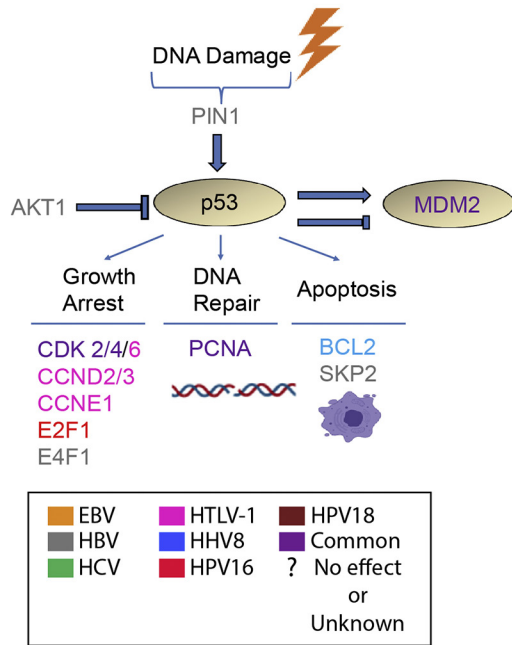 DNA Damage
PIN1
AKT1
p53
MDM2
Growth
Arrest
DNA
Repair
Apoptosis
CDK 2/4/6
CCND2/3
CCNE1
E2F1
E4F1
PCNA
BCL2
SKP2
EBV
HBV
HCV
HTLV-1
HHV8
HPV16
HPV18
Common
? No effect
or
Unknown